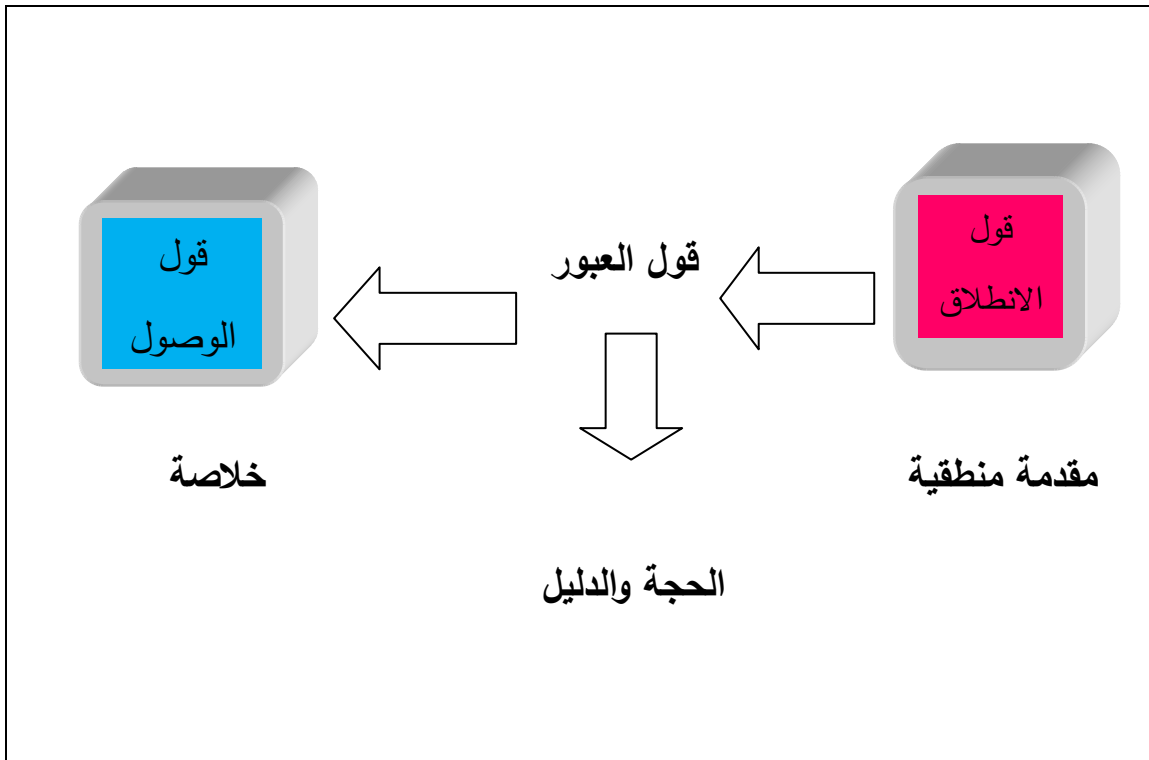 قول
الانطلاق
قول العبور
قول
الوصول
مقدمة منطقية
خلاصة
الحجة والدليل